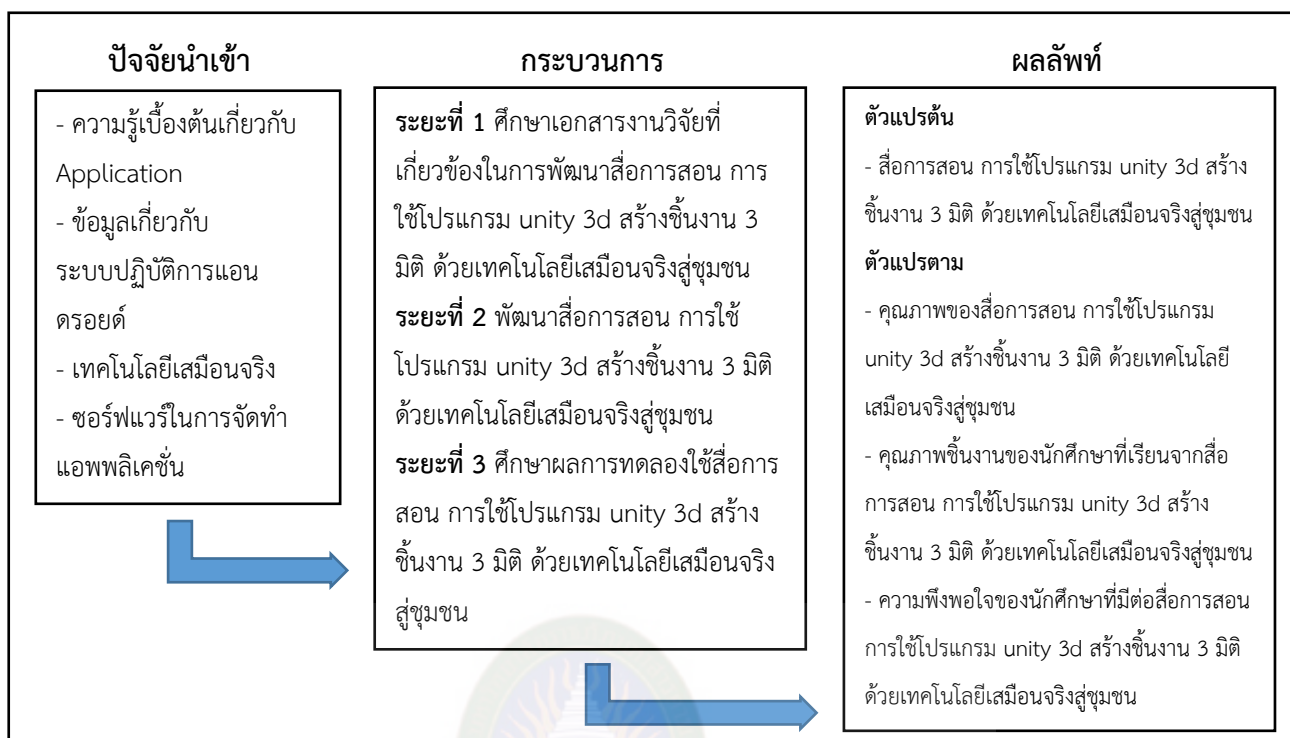 ปัจจัยนำเข้า
- ความรู้เบื้องต้นเกี่ยวกับ
Application
- ข้อมูลเกี่ยวกับ
ระบบปฏิบัติการแอน
ดรอยด์
- เทคโนโลยีเสมือนจริง
- ซอร์ฟแวร์ในการจัดทำ
แอพพลิเคชั่น
กระบวนการ
ระยะที่ 1 ศึกษาเอกสารงานวิจัยที่
เกี่ยวข้องในการพัฒนาสื่อการสอน การ
ใช้โปรแกรม unity 3d สร้างชิ้นงาน 3
มิติ ด้วยเทคโนโลยีเสมือนจริงสู่ชุมชน
ระยะที่ 2 พัฒนาสื่อการสอน การใช้
โปรแกรม unity 3d สร้างชิ้นงาน 3 มิติ
ด้วยเทคโนโลยีเสมือนจริงสู่ชุมชน
ระยะที่ 3 ศึกษาผลการทดลองใช้สื่อการ
สอน การใช้โปรแกรม unity 3d สร้าง
ชิ้นงาน 3 มิติ ด้วยเทคโนโลยีเสมือนจริง
สู่ชุมชน
ผลลัพท์
ตัวแปรต้น
- สื่อการสอน การใช้โปรแกรม unity 3d สร้าง
ชิ้นงาน 3 มิติ ด้วยเทคโนโลยีเสมือนจริงสู่ชุมชน
ตัวแปรตาม
- คุณภาพของสื่อการสอน การใช้โปรแกรม
unity 3d สร้างชิ้นงาน 3 มิติ ด้วยเทคโนโลยี
เสมือนจริงสู่ชุมชน
- คุณภาพชิ้นงานของนักศึกษาที่เรียนจากสื่อ
การสอน การใช้โปรแกรม unity 3d สร้าง
ชิ้นงาน 3 มิติ ด้วยเทคโนโลยีเสมือนจริงสู่ชุมชน
- ความพึงพอใจของนักศึกษาที่มีต่อสื่อการสอน
การใช้โปรแกรม unity 3d สร้างชิ้นงาน 3 มิติ
ด้วยเทคโนโลยีเสมือนจริงสู่ชุมชน